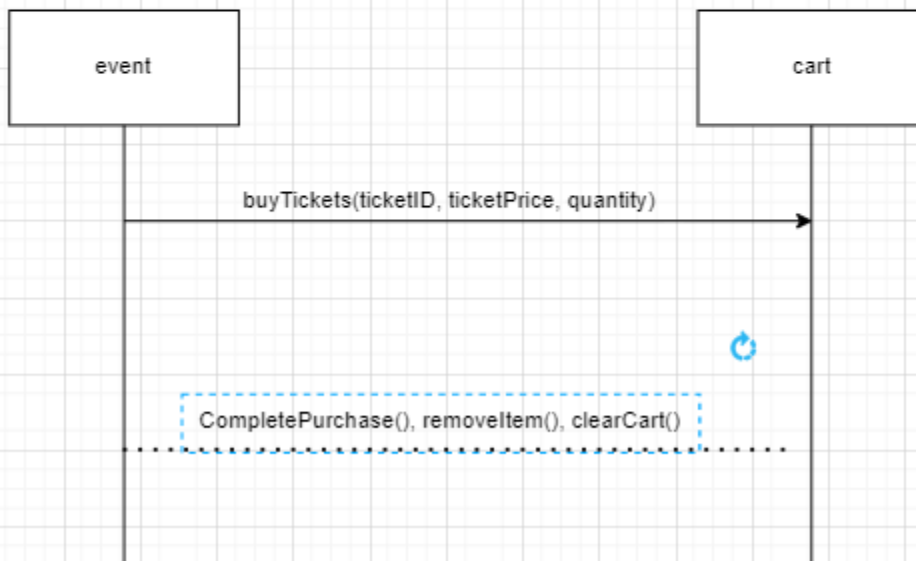 event
cart
buyTickets(ticketID, ticketPrice, quantity)
CompletePurchase(), removeItem(), clearCart()